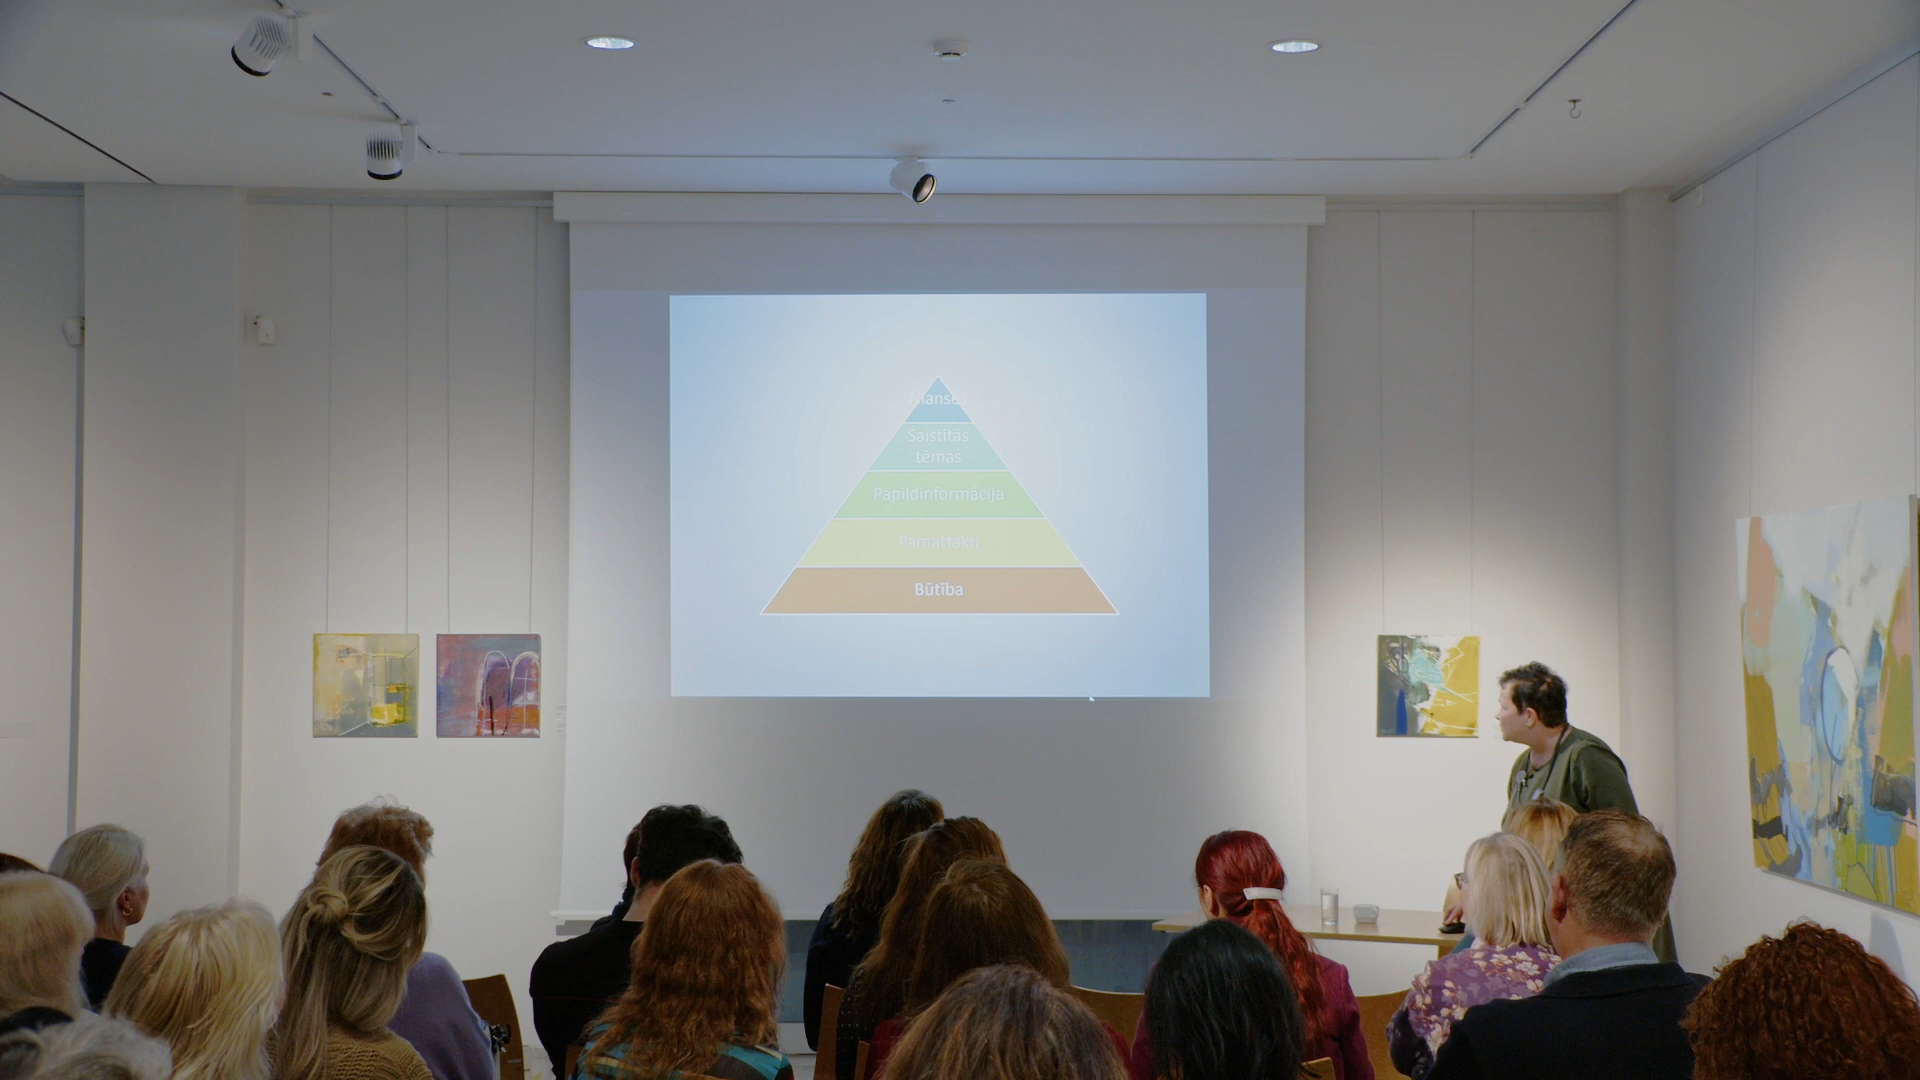 Nianses
Saistītās
tēmas
Papildinformācija
Pamatfakti
Būtība